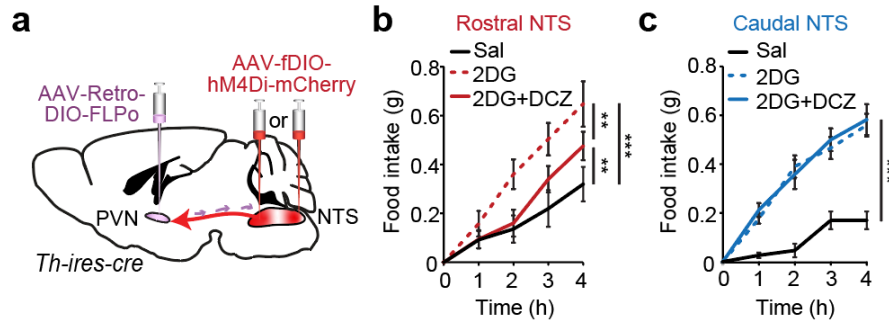 a
AAV-Retro-
DIO-FLPo
AAV-fDIO-
hM4Di-mCherry
or
PVN
NTS
Th-ires-cre
b
Rostral NTS
Sal
2DG
2DG+DCZ
Food intake (g)
0.8
0.6
0.4
0.2
0
0 1 2 3 4
Time (h)
**
**
***
c
Caudal NTS
Sal
2DG
2DG+DCZ
Food intake (g)
0.8
0.6
0.4
0.2
0
0 1 2 3 4
Time (h)
***